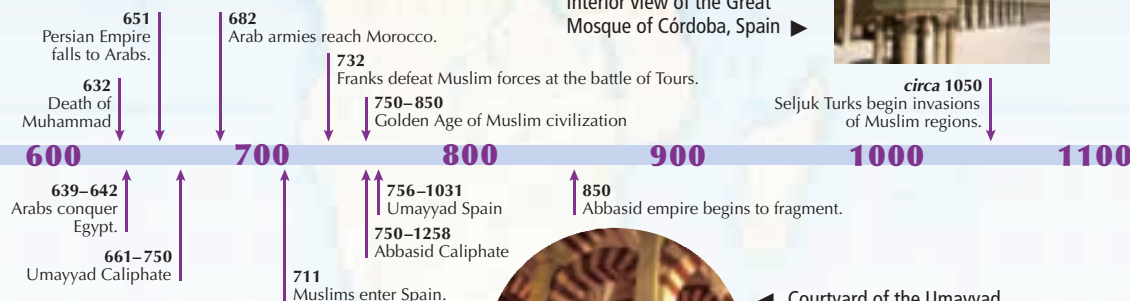 Interior view of the Great
Mosque of Córdoba, Spain ►
651
Persian Empire
falls to Arabs.
682
Arab armies reach Morocco.
732
Franks defeat Muslim forces at the battle of Tours.
632
Death of
Muhammad
750–850
Golden Age of Muslim civilization
circa 1050
Seljuk Turks begin invasions
of Muslim regions.
600 700 800 900 1000 1100
639–642
Arabs conquer
Egypt.
661–750
Umayyad Caliphate
711
Muslims enter Spain.
756–1031
Umayyad Spain
750–1258
Abbasid Caliphate
850
Abbasid empire begins to fragment.
◄ Courtyard of the Umayyad